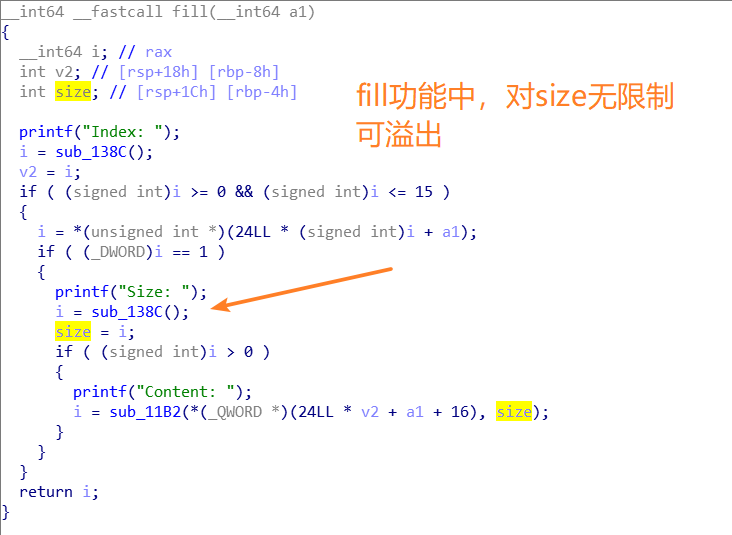 __int64 __fastcall fill(__int64 a1)
{
__int64 i; // rax
int v2; // [rsp+18h] [rbp-8h]
int size; // [rsp+1Ch] [rbp-4h]
fill功能中，对size无限制
可溢出
printf("Index: ");
i = sub_138C();
v2 = i;
if ( (signed int)i >= 0 && (signed int)i <= 15 )
{
i = *(unsigned int *)(24LL * (signed int)i + a1);
if ( (_DWORD)i == 1 )
{
printf("Size: ");
i = sub_138C();
size = i;
if ( (signed int)i > 0 )
{
printf("Content: ");
i = sub_11B2(*(_QWORD *)(24LL * v2 + a1 + 16), size);
}
}
}
return i;
}